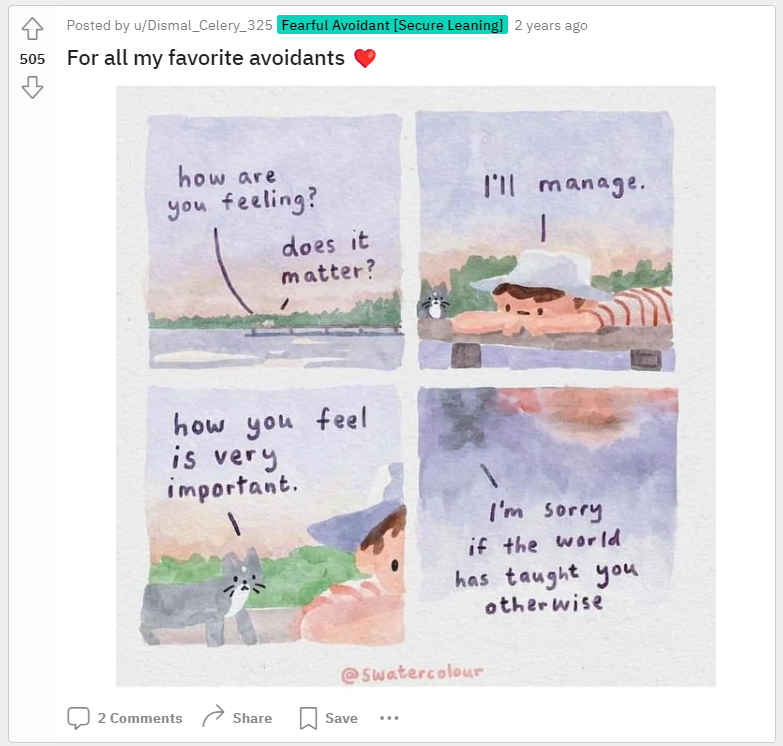 Posted by u/Dismal_Celery_325 Fearful Avoidant [Secure Leaning] 2 years ago
505
For all my favorite avoidants ❤️
how are
you feeling?
does it
matter?
I'll manage.
how you feel
is very
important.
I'm sorry
if the world
has taught you
otherwise
@swatercolour
2 Comments Share Save